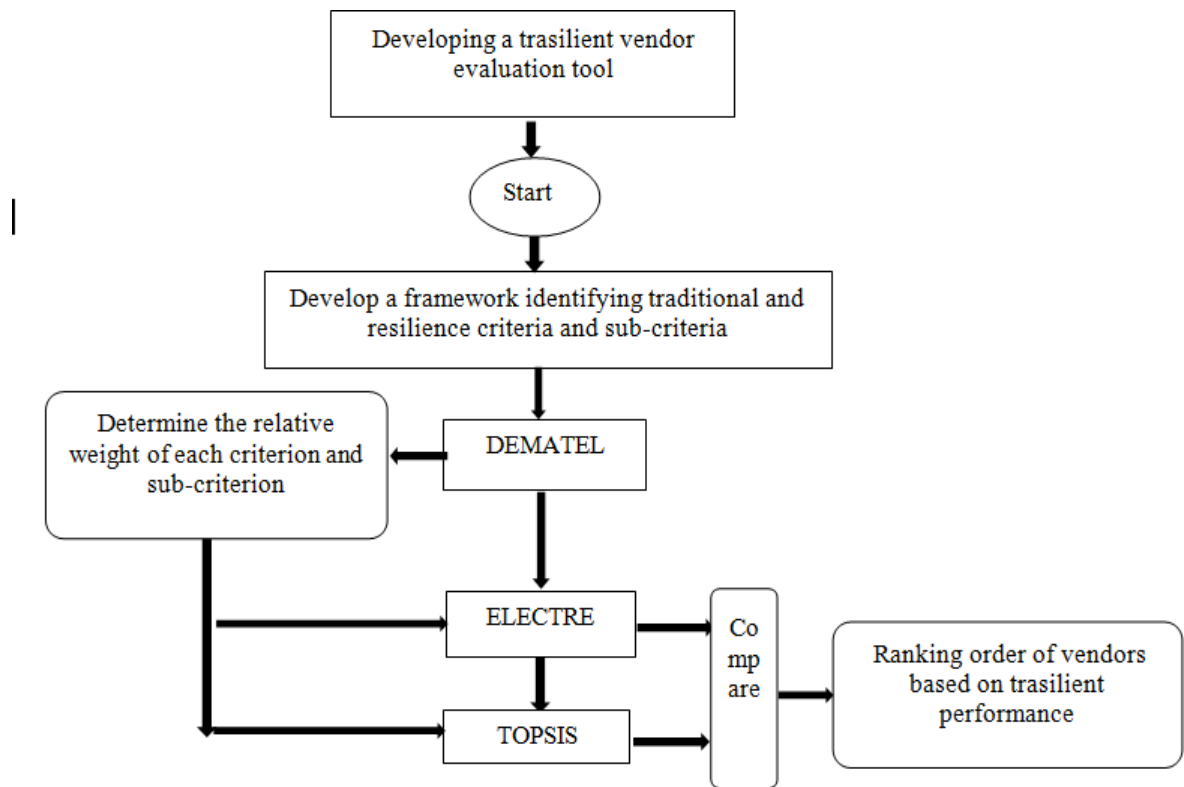 Developing a trasilient vendor
evaluation tool
Start
Develop a framework identifying traditional and
resilience criteria and sub-criteria
Determine the relative
weight of each criterion and
sub-criterion
DEMATEL
ELECTRE
TOPSIS
Co
mp
are
Ranking order of vendors
based on trasilient
performance